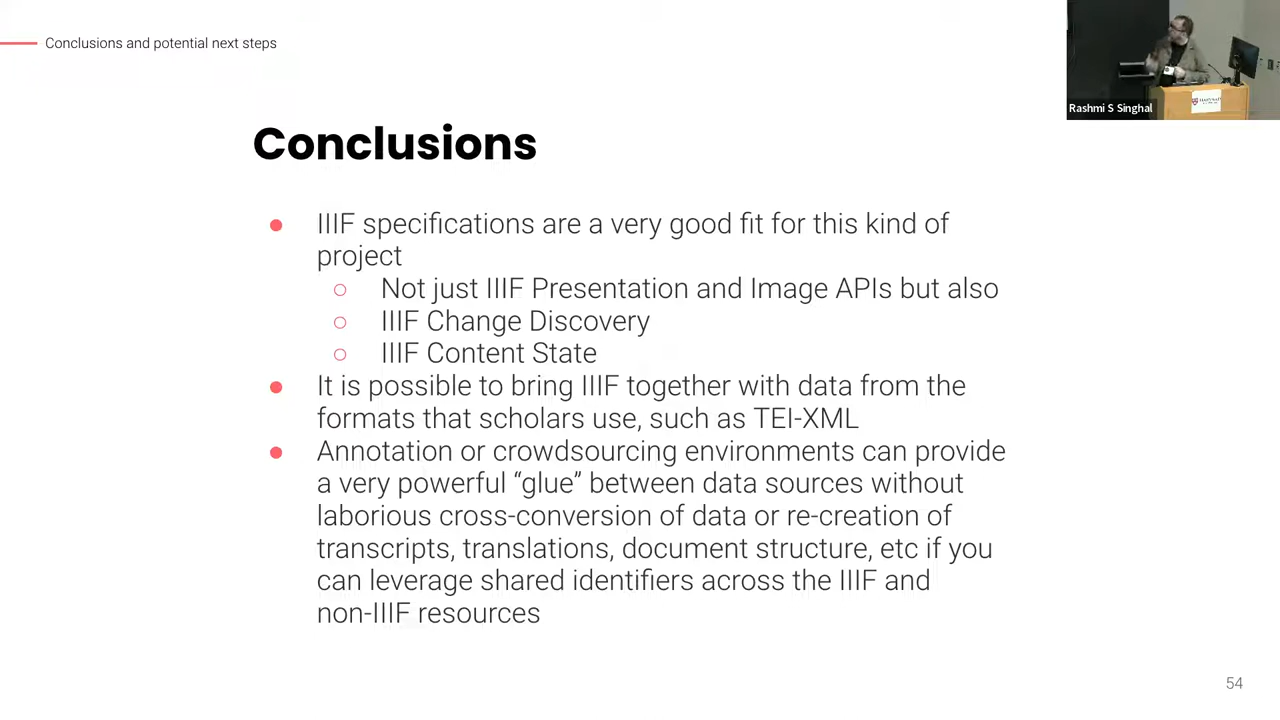 Conclusions and potential next steps
Rashmi S Singhal
Conclusions
● IIIF specifications are a very good fit for this kind of
project
○ Not just IIIF Presentation and Image APIs but also
○ IIIF Change Discovery
○ IIIF Content State
● It is possible to bring IIIF together with data from the
formats that scholars use, such as TEI-XML
● Annotation or crowdsourcing environments can provide
a very powerful “glue” between data sources without
laborious cross-conversion of data or re-creation of
transcripts, translations, document structure, etc if you
can leverage shared identifiers across the IIIF and
non-IIIF resources
54